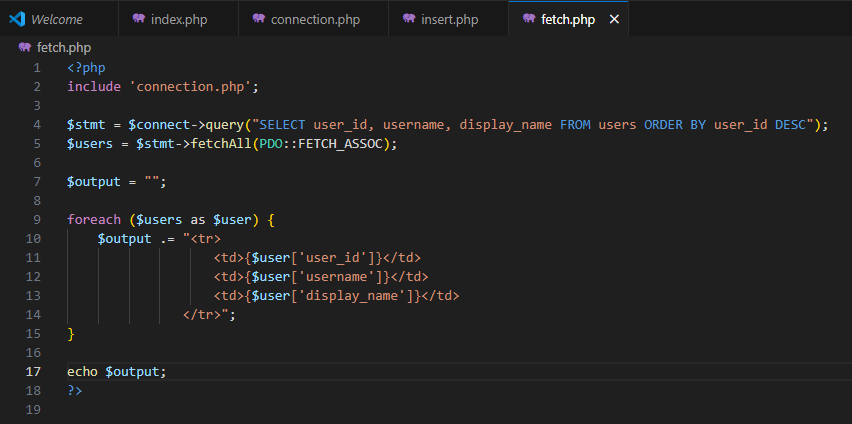 Welcome index.php connection.php insert.php fetch.php ×
fetch.php
1 <?php
2 include 'connection.php';
3
4 $stmt = $connect->query("SELECT user_id, username, display_name FROM users ORDER BY user_id DESC");
5 $users = $stmt->fetchAll(PDO::FETCH_ASSOC);
6
7 $output = "";
8
9 foreach ($users as $user) {
10     $output .= "<tr>
11                    <td>{$user['user_id']}</td>
12                    <td>{$user['username']}</td>
13                    <td>{$user['display_name']}</td>
14                </tr>";
15 }
16
17 echo $output;
18 ?>
19